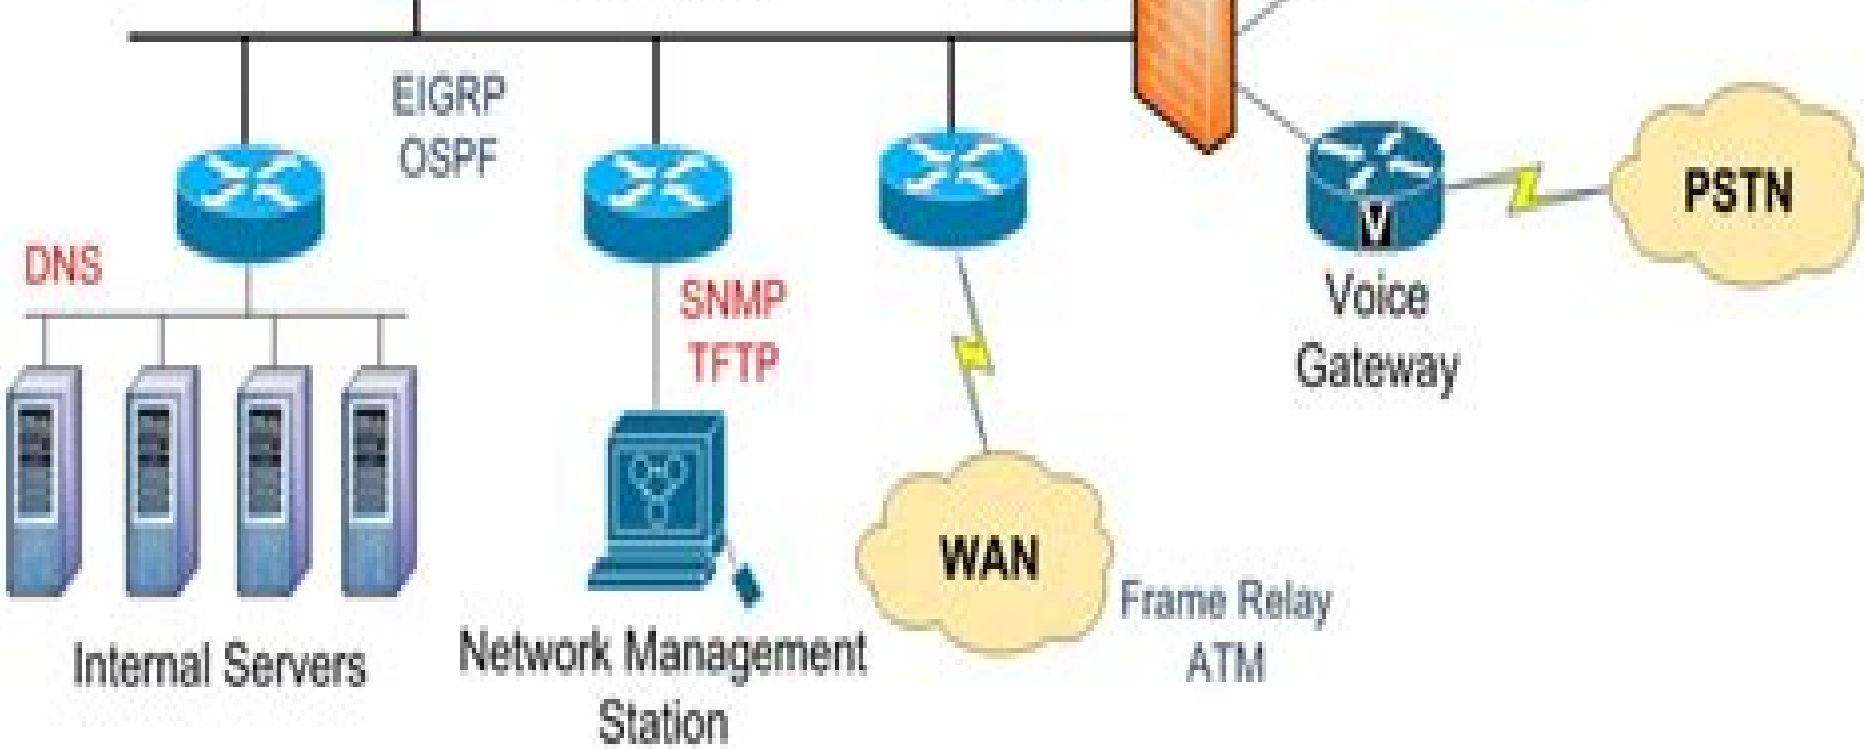 EIGRP
OSPF
DNS
SNMP
TFTP
V
Voice
Gateway
PSTN
WAN
Frame Relay
ATM
Internal Servers
Network Management
Station